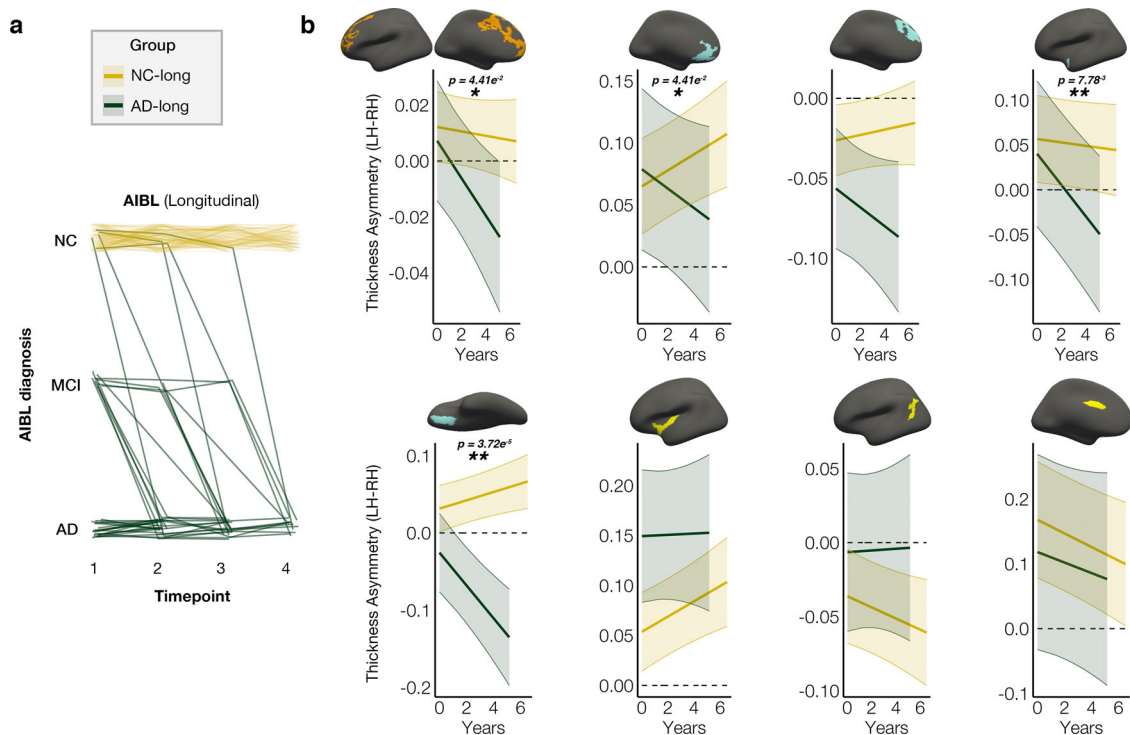 a
Group
NC-long
AD-long
AIBL (Longitudinal)
NC
MCI
AD
AIBL diagnosis
1 2 3 4
Timepoint
b
Thickness Asymmetry (LH-RH)
p = 4.41e-2
*
0.02
0.00
-0.02
-0.04
0 2 4 6
Years
p = 4.41e-2
*
0.15
0.10
0.05
0.00
0 2 4 6
Years
0.00
-0.05
-0.10
0 2 4 6
Years
p = 7.78-3
**
0.10
0.05
0.00
-0.05
-0.10
0 2 4 6
Years
Thickness Asymmetry (LH-RH)
p = 3.72e-5
**
0.1
0.0
-0.1
-0.2
0 2 4 6
Years
0.20
0.15
0.10
0.05
0.00
0 2 4 6
Years
0.05
0.00
-0.05
-0.10
0 2 4 6
Years
0.2
0.1
0.0
-0.1
0 2 4 6
Years